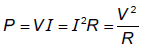 P = VI = I²R = V²/R